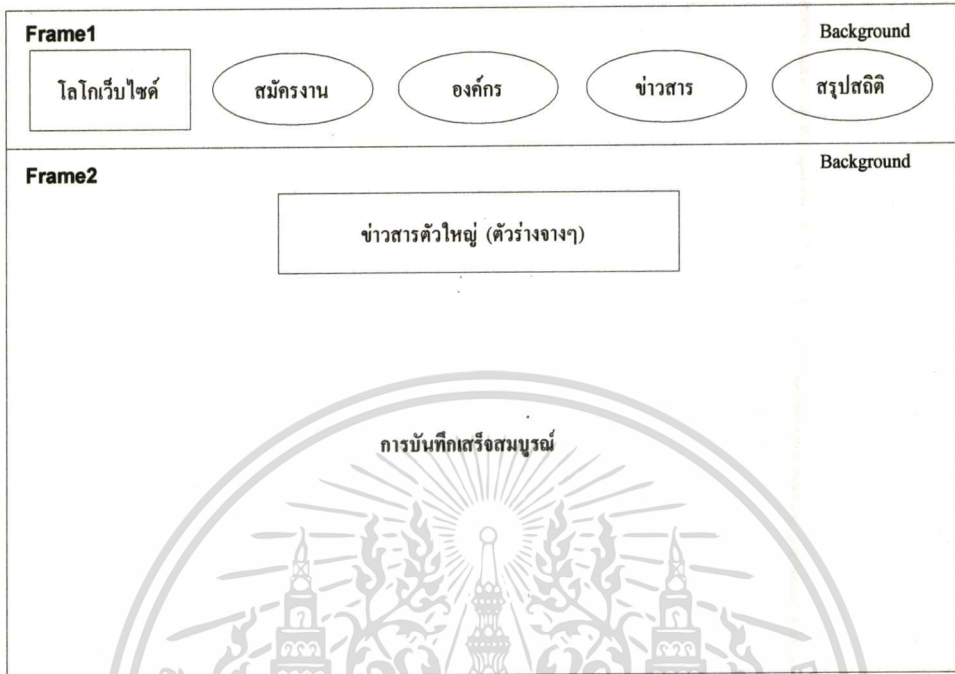 Frame1 Background
โลโกเว็บไซต์ สมัครงาน องค์กร ข่าวสาร สรุปสถิติ
Frame2 Background
ข่าวสารตัวใหญ่ (ตัวร่างจางๆ)
การบันทึกเสร็จสมบูรณ์